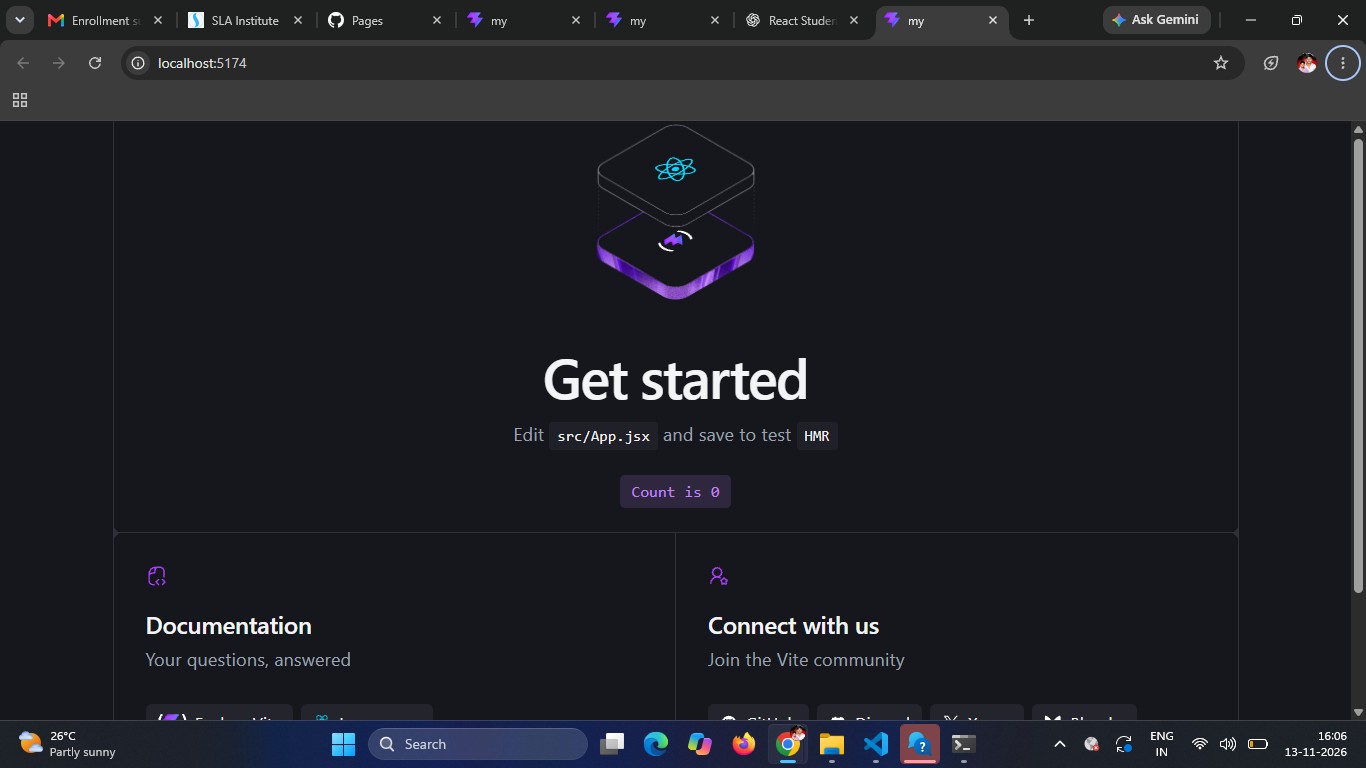 Enrollment su
SLA Institute
Pages
my
my
React Studen
my
Ask Gemini
localhost:5174
Get started
Edit src/App.jsx and save to test HMR
Count is 0
Documentation
Your questions, answered
Connect with us
Join the Vite community
26°C
Partly sunny
Search
ENG
IN
16:06
13-11-2026